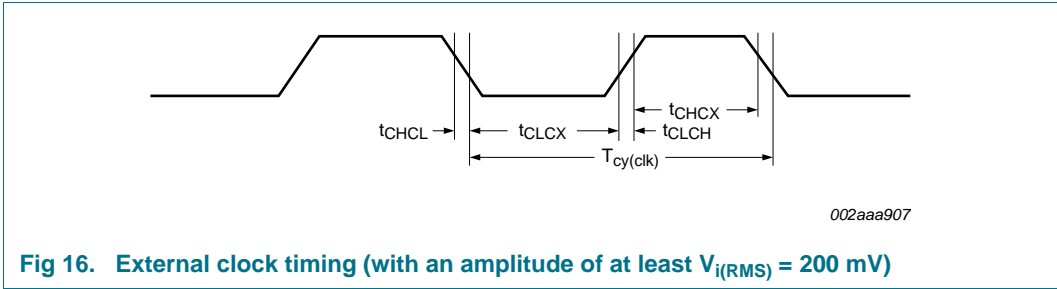 tCHCX
tCHCL tCLCX tCLCH
Tcy(clk)
002aaa907
Fig 16. External clock timing (with an amplitude of at least Vi(RMS) = 200 mV)